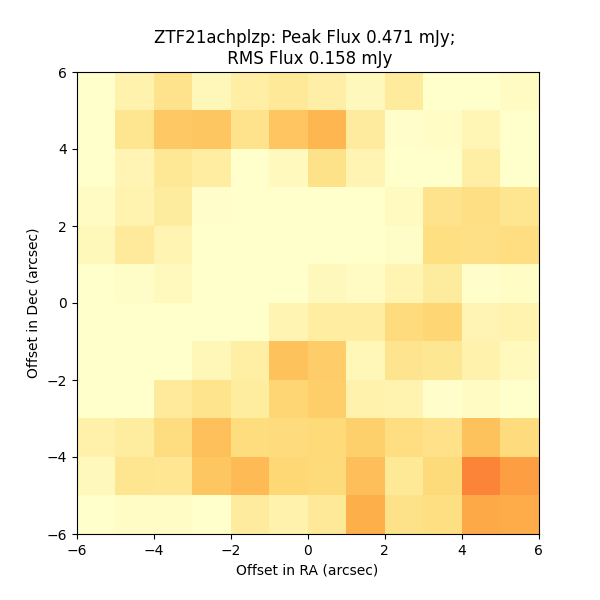 ZTF21achplzp: Peak Flux 0.471 mJy;
RMS Flux 0.158 mJy
6
4
2
0
−2
−4
−6
Offset in Dec (arcsec)
−6 −4 −2 0 2 4 6
Offset in RA (arcsec)